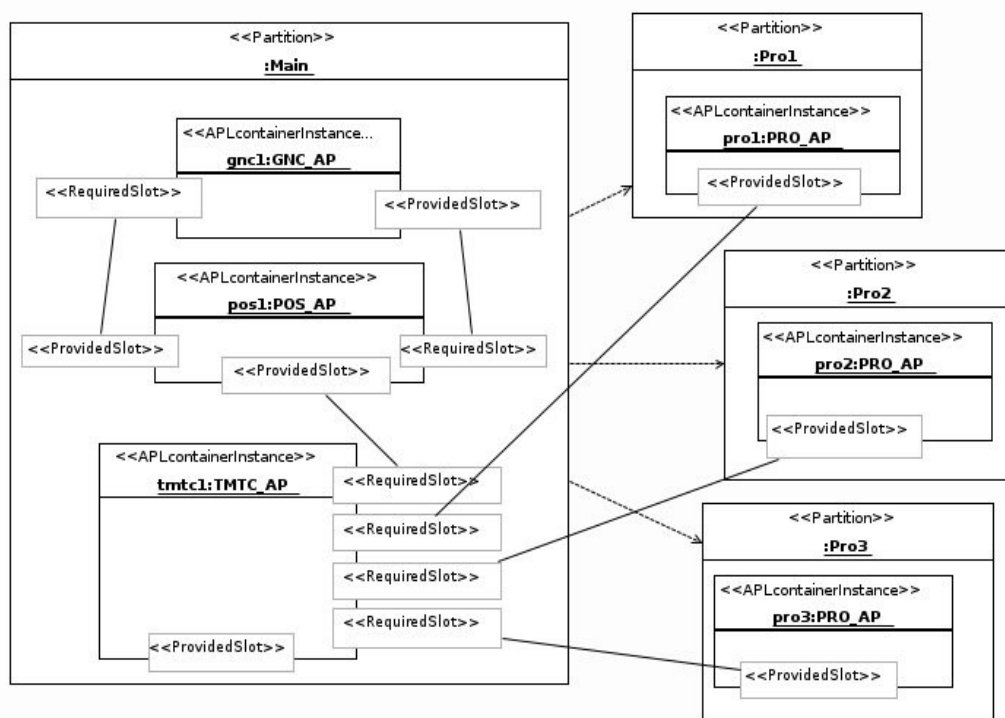 <<Partition>>
:Main
<<APLcontainerInstance...
gnc1:GNC_AP
<<RequiredSlot>>
<<ProvidedSlot>>
<<APLcontainerInstance>>
pos1:POS_AP
<<ProvidedSlot>>
<<RequiredSlot>>
<<ProvidedSlot>>
<<APLcontainerInstance>>
tmtc1:TMTC_AP
<<RequiredSlot>>
<<RequiredSlot>>
<<RequiredSlot>>
<<RequiredSlot>>
<<ProvidedSlot>>
<<Partition>>
:Pro1
<<APLcontainerInstance>>
pro1:PRO_AP
<<ProvidedSlot>>
<<Partition>>
:Pro2
<<APLcontainerInstance>>
pro2:PRO_AP
<<ProvidedSlot>>
<<Partition>>
:Pro3
<<APLcontainerInstance>>
pro3:PRO_AP
<<ProvidedSlot>>